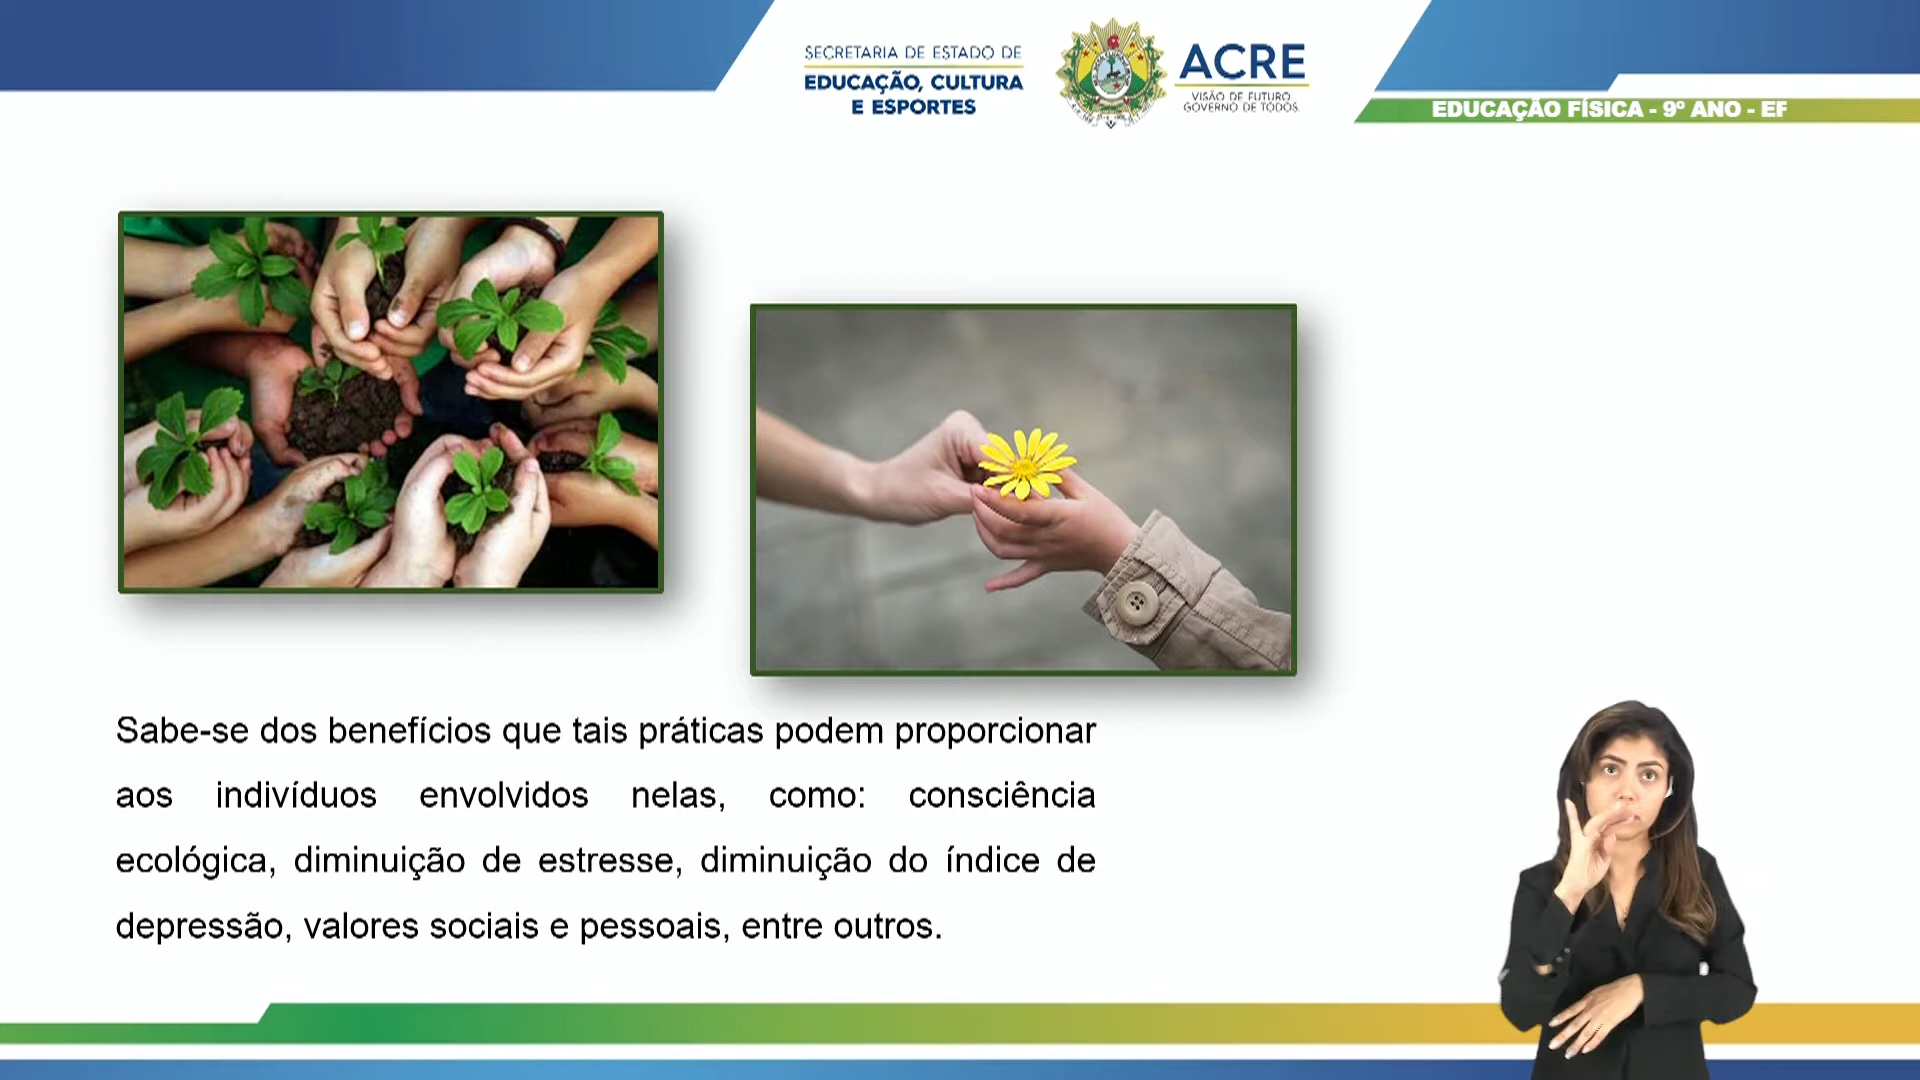 SECRETARIA DE ESTADO DE
EDUCAÇÃO, CULTURA
E ESPORTES
ACRE
VISÃO DE FUTURO.
GOVERNO DE TODOS.
EDUCAÇÃO FÍSICA - 9º ANO - EF
Sabe-se dos benefícios que tais práticas podem proporcionar
aos indivíduos envolvidos nelas, como: consciência
ecológica, diminuição de estresse, diminuição do índice de
depressão, valores sociais e pessoais, entre outros.